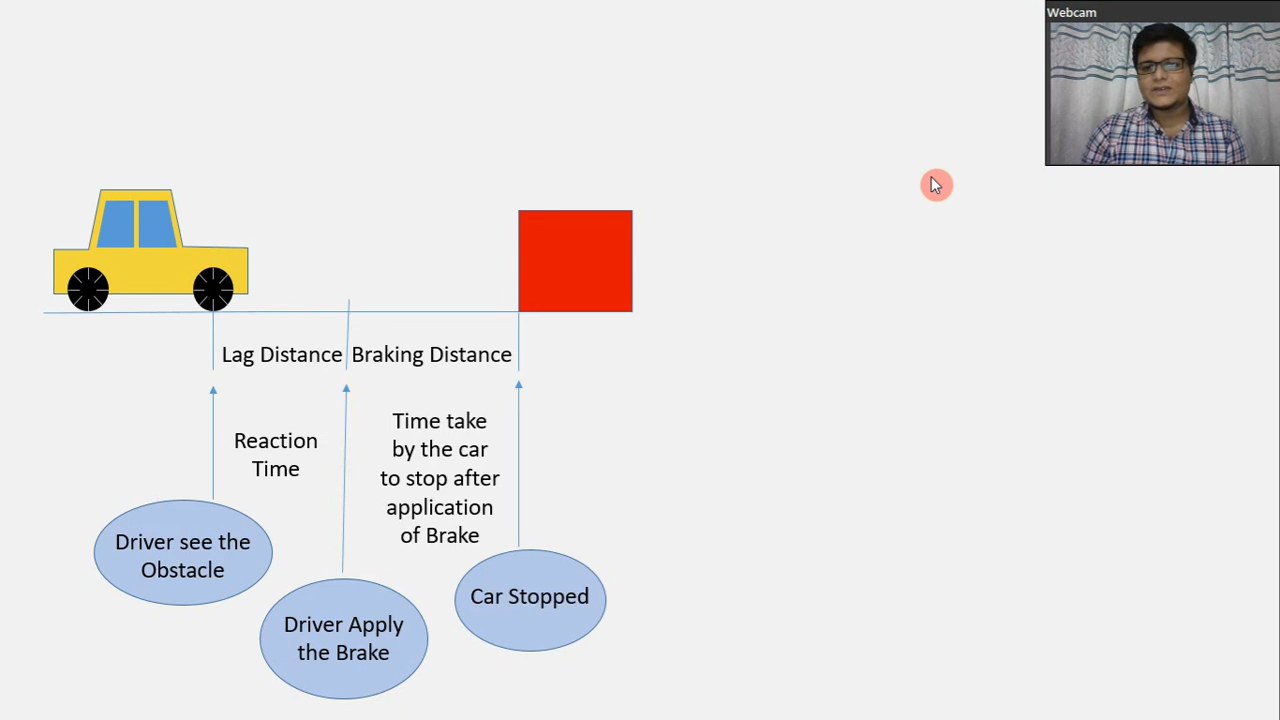 Webcam
Lag Distance
Braking Distance
Reaction
Time
Time take
by the car
to stop after
application
of Brake
Driver see the
Obstacle
Driver Apply
the Brake
Car Stopped